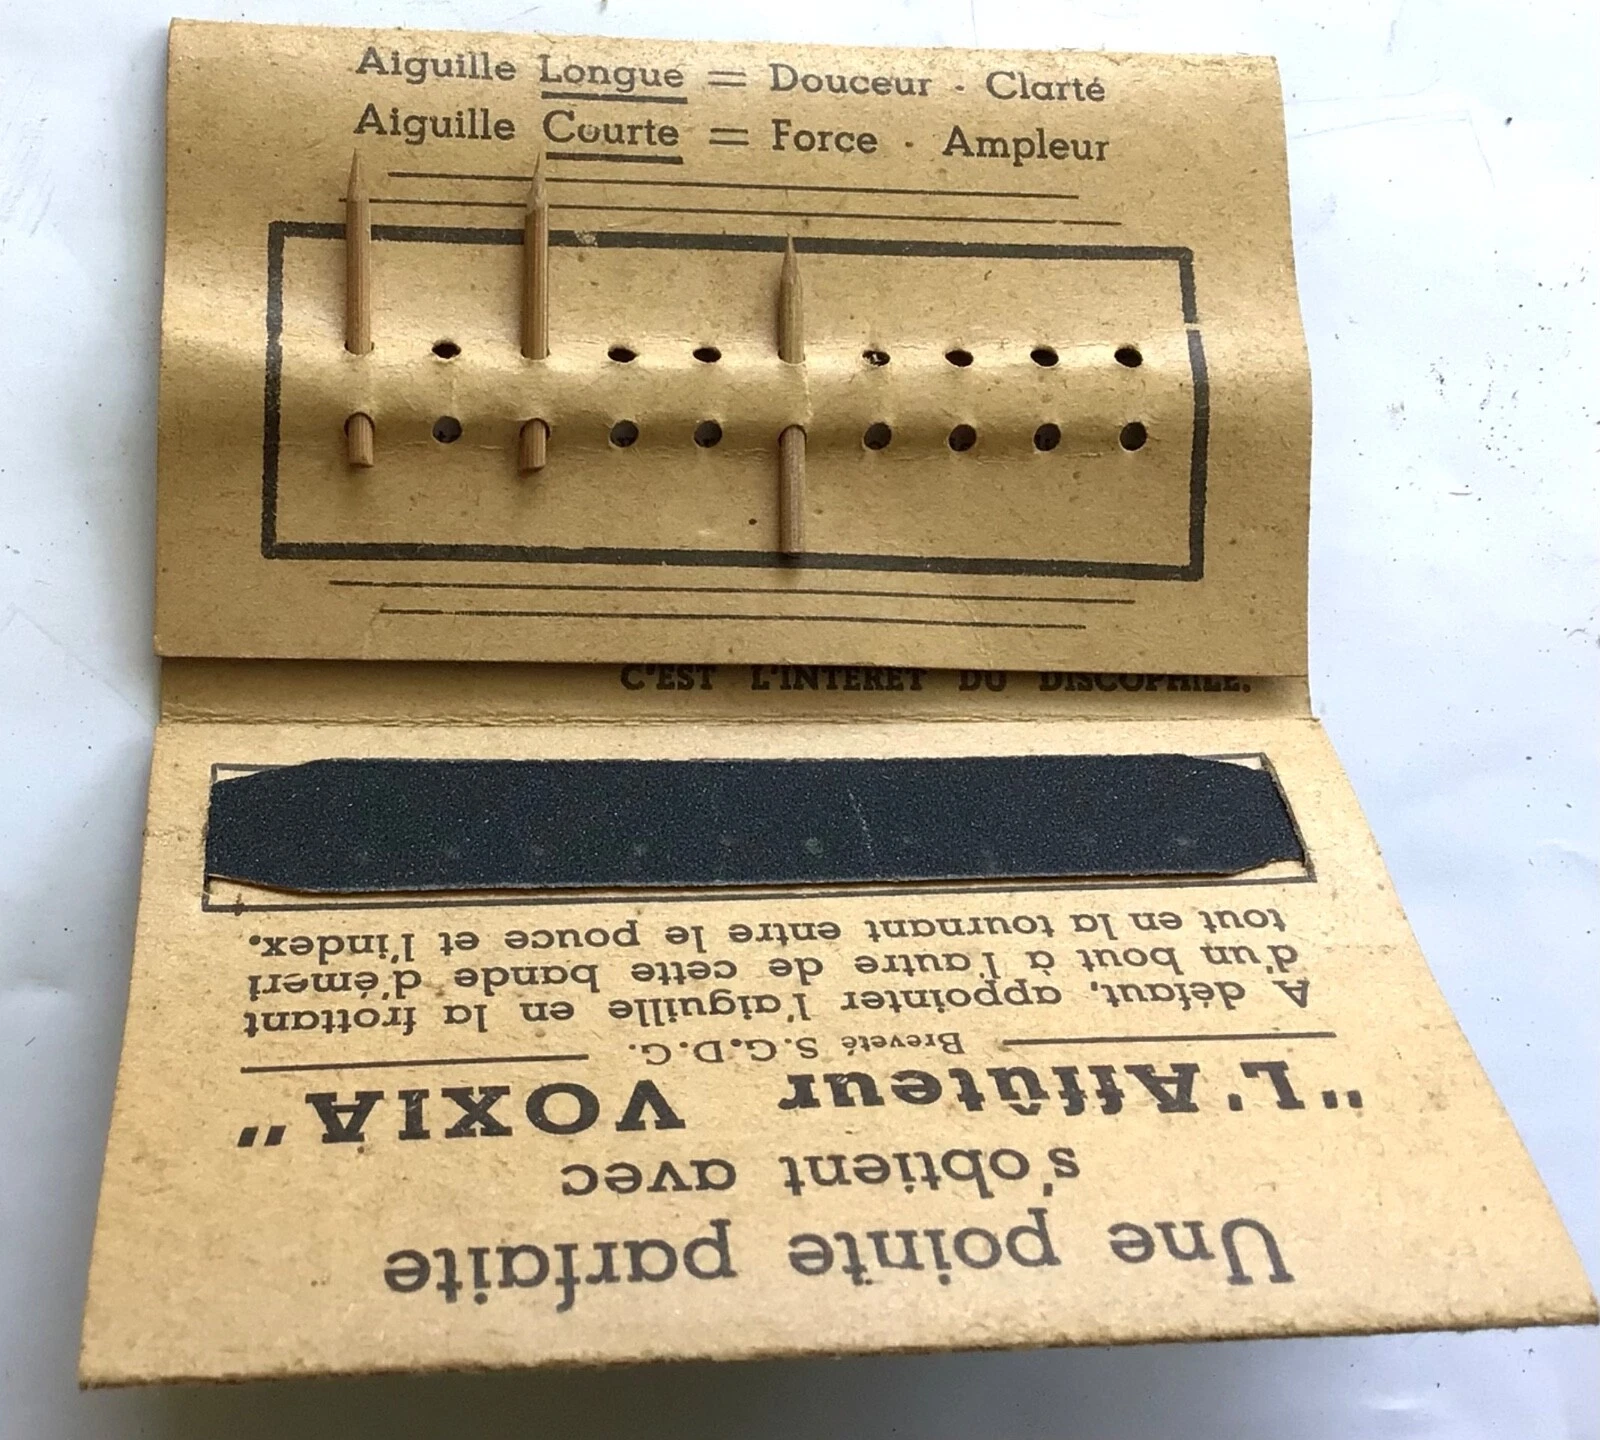 Aiguille Longue = Douceur - Clarté
Aiguille Courte = Force - Ampleur
C'EST L'INTERET DU DISCOPHILE.
Une pointe parfaite
s'obtient avec
"L'Affûteur VOXIA"
Breveté S.G.D.G.
A défaut, appointer l'aiguille en la frottant
d'un bout à l'autre de cette bande d'émeri
tout en la tournant entre le pouce et l'index.